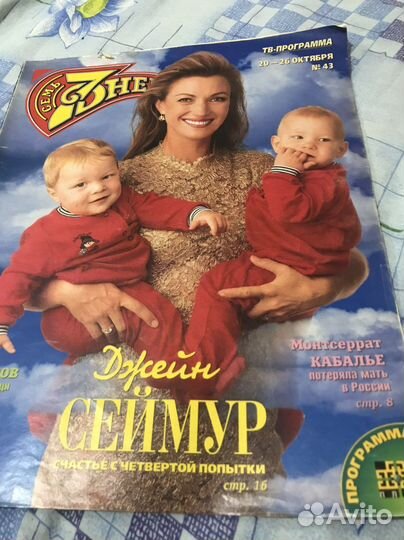 СЕМЬ
7 ДНЕЙ
ТВ-ПРОГРАММА
20 — 26 ОКТЯБРЯ
№ 43
Монтсеррат
КАБАЛЬЕ
потеряла мать
в России
стр. 8
Джейн
СЕЙМУР
СЧАСТЬЕ С ЧЕТВЕРТОЙ ПОПЫТКИ
стр. 16
ПРОГРАММА
Avito